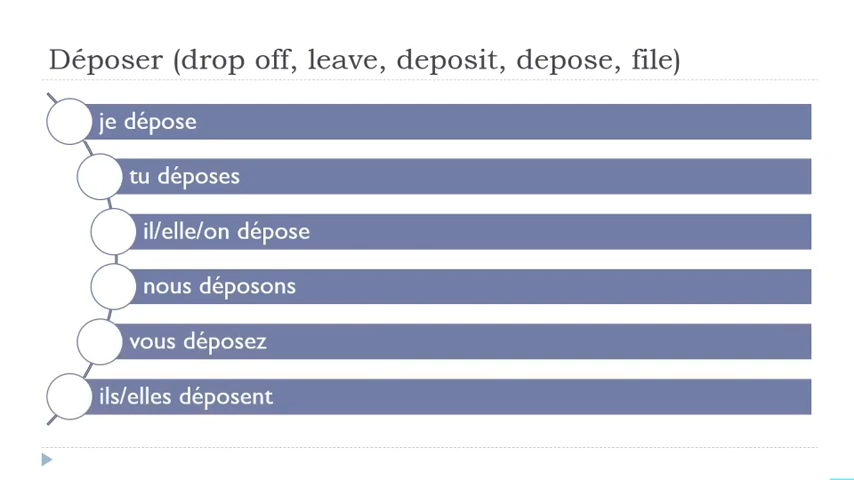 Déposer (drop off, leave, deposit, depose, file)
je dépose
tu déposes
il/elle/on dépose
nous déposons
vous déposez
ils/elles déposent